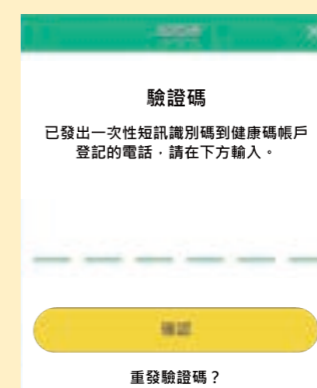 驗證碼
已發出一次性短訊識別碼到健康碼帳戶
登記的電話，請在下方輸入。
重發驗證碼？